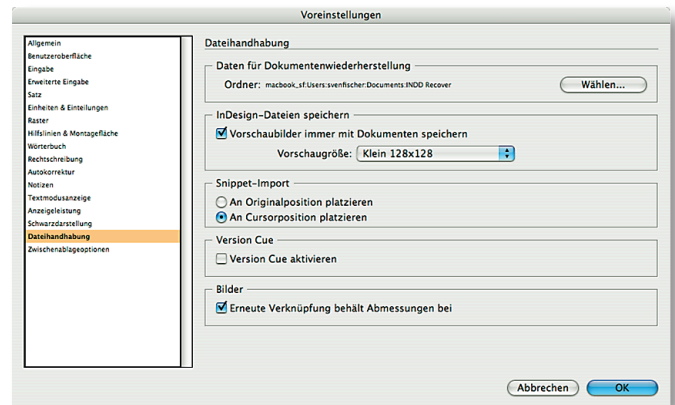 Voreinstellungen
Allgemein
Benutzeroberfläche
Eingabe
Erweiterte Eingabe
Satz
Einheiten & Einteilungen
Raster
Hilfslinien & Montagefläche
Wörterbuch
Rechtschreibung
Autokorrektur
Notizen
Textmodusanzeige
Anzeigeleistung
Schwarzdarstellung
Dateihandhabung
Zwischenablageoptionen
Dateihandhabung
Daten für Dokumentenwiederherstellung
Ordner: macbook_sf:Users:svenfischer:Documents:INDD Recover
Wählen...
InDesign-Dateien speichern
Vorschaubilder immer mit Dokumenten speichern
Vorschaugröße: Klein 128x128
Snippet-Import
An Originalposition platzieren
An Cursorposition platzieren
Version Cue
Version Cue aktivieren
Bilder
Erneute Verknüpfung behält Abmessungen bei
Abbrechen OK